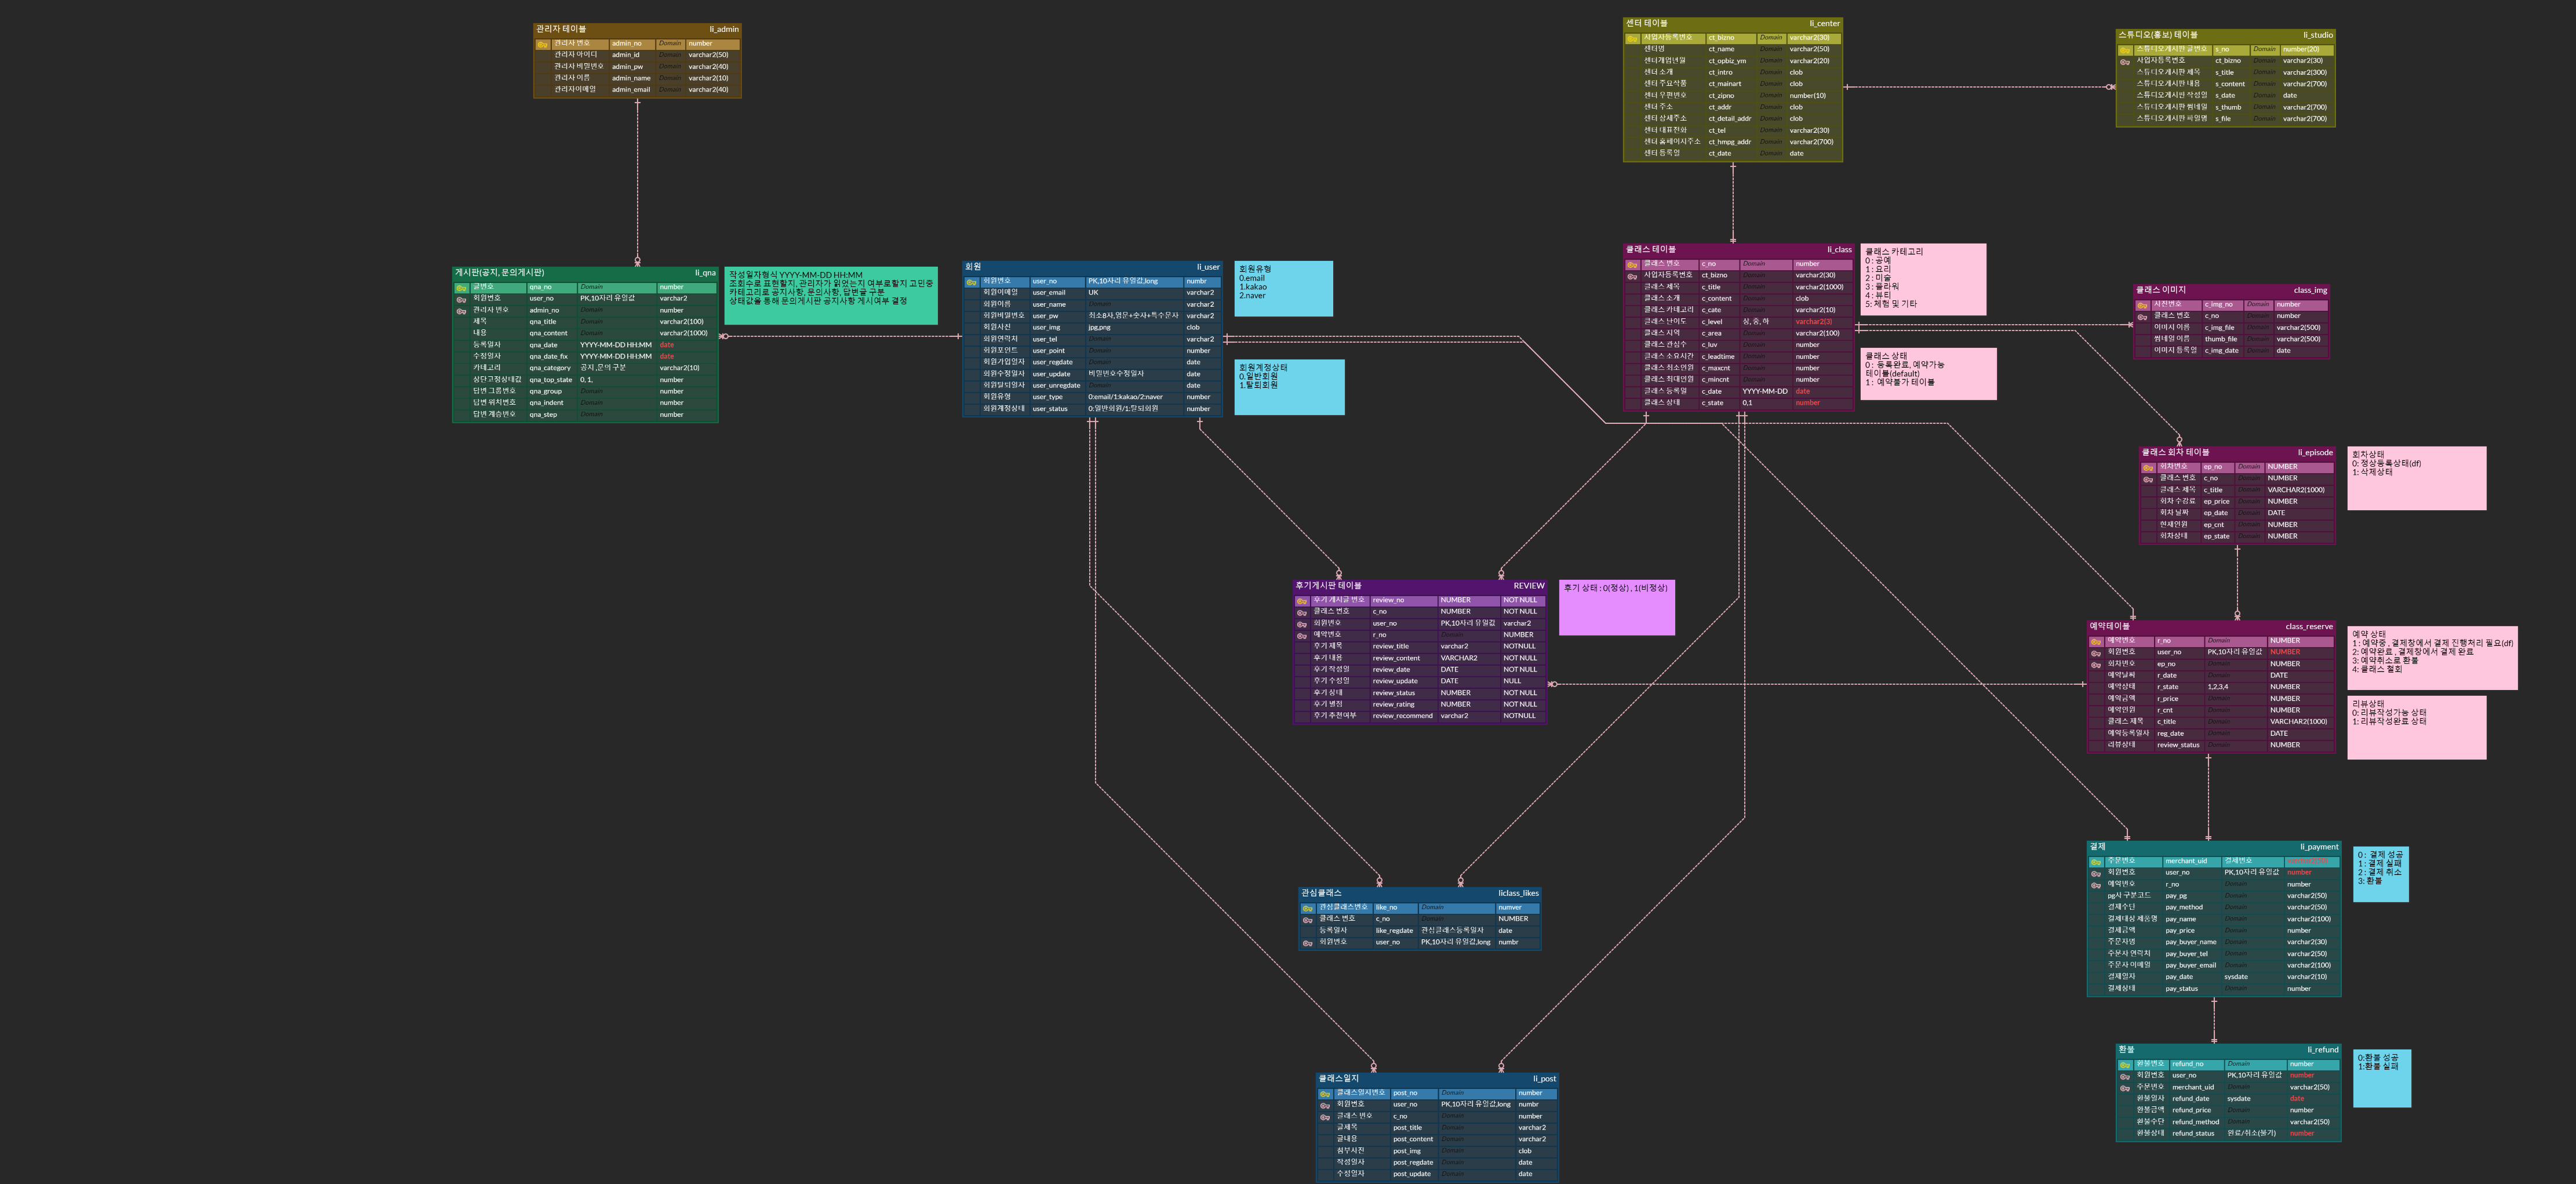 관리자 테이블 li_admin
관리자 번호 admin_no Domain number
관리자 아이디 admin_id Domain varchar2(50)
관리자 비밀번호 admin_pw Domain varchar2(40)
관리자 이름 admin_name Domain varchar2(10)
관리자이메일 admin_email Domain varchar2(40)
센터 테이블 li_center
사업자등록번호 ct_bizno Domain varchar2(30)
센터명 ct_name Domain varchar2(50)
센터개업년월 ct_opbiz_ym Domain varchar2(20)
센터 소개 ct_intro Domain clob
센터 주요작품 ct_mainart Domain clob
센터 우편번호 ct_zipno Domain number(10)
센터 주소 ct_addr Domain clob
센터 상세주소 ct_detail_addr Domain clob
센터 대표전화 ct_tel Domain varchar2(30)
센터 홈페이지주소 ct_hmpg_addr Domain varchar2(700)
센터 등록일 ct_date Domain date
스튜디오(홍보) 테이블 li_studio
스튜디오게시판 글번호 s_no Domain number(20)
사업자등록번호 ct_bizno Domain varchar2(30)
스튜디오게시판 제목 s_title Domain varchar2(300)
스튜디오게시판 내용 s_content Domain varchar2(700)
스튜디오게시판 작성일 s_date Domain date
스튜디오게시판 썸네일 s_thumb Domain varchar2(700)
스튜디오게시판 파일명 s_file Domain varchar2(700)
게시판(공지, 문의게시판) li_qna
글번호 qna_no Domain number
회원번호 user_no PK,10자리 유일값 varchar2
관리자 번호 admin_no Domain number
제목 qna_title Domain varchar2(100)
내용 qna_content Domain varchar2(1000)
등록일자 qna_date YYYY-MM-DD HH:MM date
수정일자 qna_date_fix YYYY-MM-DD HH:MM date
카테고리 qna_category 공지,문의 구분 varchar2(10)
상단고정상태값 qna_top_state 0, 1, number
답변 그룹번호 qna_group Domain number
답변 위치번호 qna_indent Domain number
답변 계층번호 qna_step Domain number
작성일자형식 YYYY-MM-DD HH:MM
조회수로 표현할지, 관리자가 읽었는지 여부로할지 고민중
카테고리로 공지사항, 문의사항, 답변글 구분
상태값을 통해 문의게시판 공지사항 게시여부 결정
회원 li_user
회원번호 user_no PK,10자리 유일값,long numbr
회원이메일 user_email UK varchar2
회원이름 user_name Domain varchar2
회원비밀번호 user_pw 최소8자,영문+숫자+특수문자 varchar2
회원사진 user_img jpg,png clob
회원연락처 user_tel Domain varchar2
회원포인트 user_point Domain number
회원가입일자 user_regdate Domain date
회원수정일자 user_update 비밀번호수정일자 date
회원탈퇴일자 user_unregdate Domain date
회원유형 user_type 0:email/1:kakao/2:naver number
회원계정상태 user_status 0:일반회원/1:탈퇴회원 number
회원유형
0.email
1.kakao
2.naver
회원계정상태
0.일반회원
1.탈퇴회원
클래스 테이블 li_class
클래스 번호 c_no Domain number
사업자등록번호 ct_bizno Domain varchar2(30)
클래스 제목 c_title Domain varchar2(1000)
클래스 소개 c_content Domain clob
클래스 카테고리 c_cate Domain varchar2(10)
클래스 난이도 c_level 상, 중, 하 varchar2(3)
클래스 지역 c_area Domain varchar2(100)
클래스 관심수 c_luv Domain number
클래스 소요시간 c_leadtime Domain number
클래스 최소인원 c_maxcnt Domain number
클래스 최대인원 c_mincnt Domain number
클래스 등록일 c_date YYYY-MM-DD date
클래스 상태 c_state 0,1 number
클래스 카테고리
0 : 공예
1 : 요리
2 : 미술
3 : 플라워
4 : 뷰티
5: 체험 및 기타
클래스 상태
0 : 등록완료, 예약가능
테이블(default)
1 : 예약불가 테이블
클래스 이미지 class_img
사진번호 c_img_no Domain number
클래스 번호 c_no Domain number
이미지 이름 c_img_file Domain varchar2(500)
썸네일 이름 thumb_file Domain varchar2(500)
이미지 등록일 c_img_date Domain date
클래스 회차 테이블 li_episode
회차번호 ep_no Domain NUMBER
클래스 번호 c_no Domain NUMBER
클래스 제목 c_title Domain VARCHAR2(1000)
회차 수강료 ep_price Domain NUMBER
회차 날짜 ep_date Domain DATE
현재인원 ep_cnt Domain NUMBER
회차상태 ep_state Domain NUMBER
회차상태
0: 정상등록상태(df)
1: 삭제상태
후기게시판 테이블 REVIEW
후기 게시글 번호 review_no NUMBER NOT NULL
클래스 번호 c_no NUMBER NOT NULL
회원번호 user_no PK,10자리 유일값 varchar2
예약번호 r_no Domain NUMBER
후기 제목 review_title varchar2 NOTNULL
후기 내용 review_content VARCHAR2 NOT NULL
후기 작성일 review_date DATE NOT NULL
후기 수정일 review_update DATE NULL
후기 상태 review_status NUMBER NOT NULL
후기 별점 review_rating NUMBER NOT NULL
후기 추천여부 review_recommend varchar2 NOTNULL
후기 상태 : 0(정상) , 1(비정상)
예약테이블 class_reserve
예약번호 r_no Domain NUMBER
회원번호 user_no PK,10자리 유일값 NUMBER
회차번호 ep_no Domain NUMBER
예약날짜 r_date Domain DATE
예약상태 r_state 1,2,3,4 NUMBER
예약금액 r_price Domain NUMBER
예약인원 r_cnt Domain NUMBER
클래스 제목 c_title Domain VARCHAR2(1000)
예약등록일자 reg_date Domain DATE
리뷰상태 review_status Domain NUMBER
예약 상태
1 : 예약중 , 결제창에서 결제 진행처리 필요(df)
2: 예약완료 , 결제창에서 결제 완료
3: 예약취소로 환불
4: 클래스 철회
리뷰상태
0: 리뷰작성가능 상태
1: 리뷰작성완료 상태
결제 li_payment
주문번호 merchant_uid 결제번호
회원번호 user_no PK,10자리 유일값 number
예약번호 r_no Domain number
pg사 구분코드 pay_pg Domain varchar2(50)
결제수단 pay_method Domain varchar2(50)
결제대상 제품명 pay_name Domain varchar2(100)
결제금액 pay_price Domain number
주문자명 pay_buyer_name Domain varchar2(30)
주문자 연락처 pay_buyer_tel Domain varchar2(50)
주문자 이메일 pay_buyer_email Domain varchar2(100)
결제일자 pay_date sysdate varchar2(10)
결제상태 pay_status Domain number
0 : 결제 성공
1 : 결제 실패
2 : 결제 취소
3: 환불
관심클래스 liclass_likes
관심클래스번호 like_no Domain numver
클래스 번호 c_no Domain NUMBER
등록일자 like_regdate 관심클래스등록일자 date
회원번호 user_no PK,10자리 유일값,long numbr
환불 li_refund
환불번호 refund_no Domain number
회원번호 user_no PK,10자리 유일값 number
주문번호 merchant_uid Domain varchar2(50)
환불일자 refund_date sysdate date
환불금액 refund_price Domain number
환불수단 refund_method Domain varchar2(50)
환불상태 refund_status 완료/취소(불가) number
0:환불 성공
1:환불 실패
클래스일지 li_post
클래스일지번호 post_no Domain number
회원번호 user_no PK,10자리 유일값,long numbr
클래스 번호 c_no Domain number
글제목 post_title Domain varchar2
글내용 post_content Domain varchar2
첨부사진 post_img Domain clob
작성일자 post_regdate Domain date
수정일자 post_update Domain date